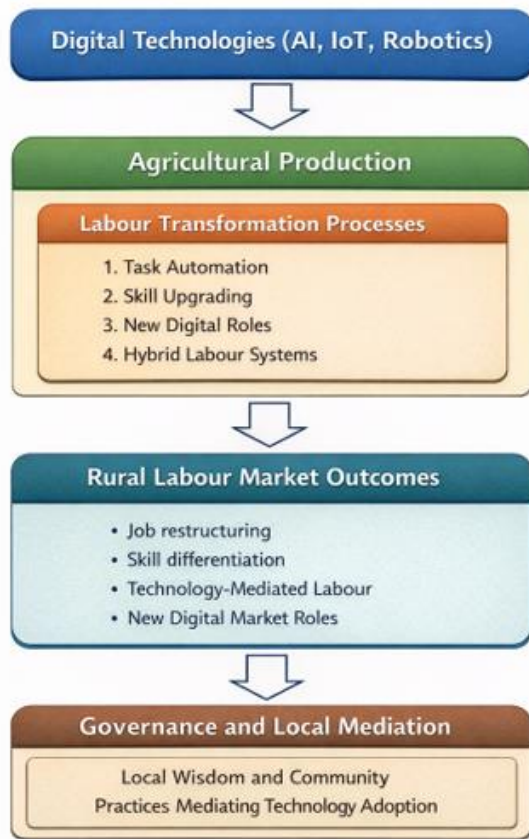 Digital Technologies (AI, IoT, Robotics)
Agricultural Production
Labour Transformation Processes
1. Task Automation
2. Skill Upgrading
3. New Digital Roles
4. Hybrid Labour Systems
Rural Labour Market Outcomes
• Job restructuring
• Skill differentiation
• Technology-Mediated Labour
• New Digital Market Roles
Governance and Local Mediation
Local Wisdom and Community
Practices Mediating Technology Adoption